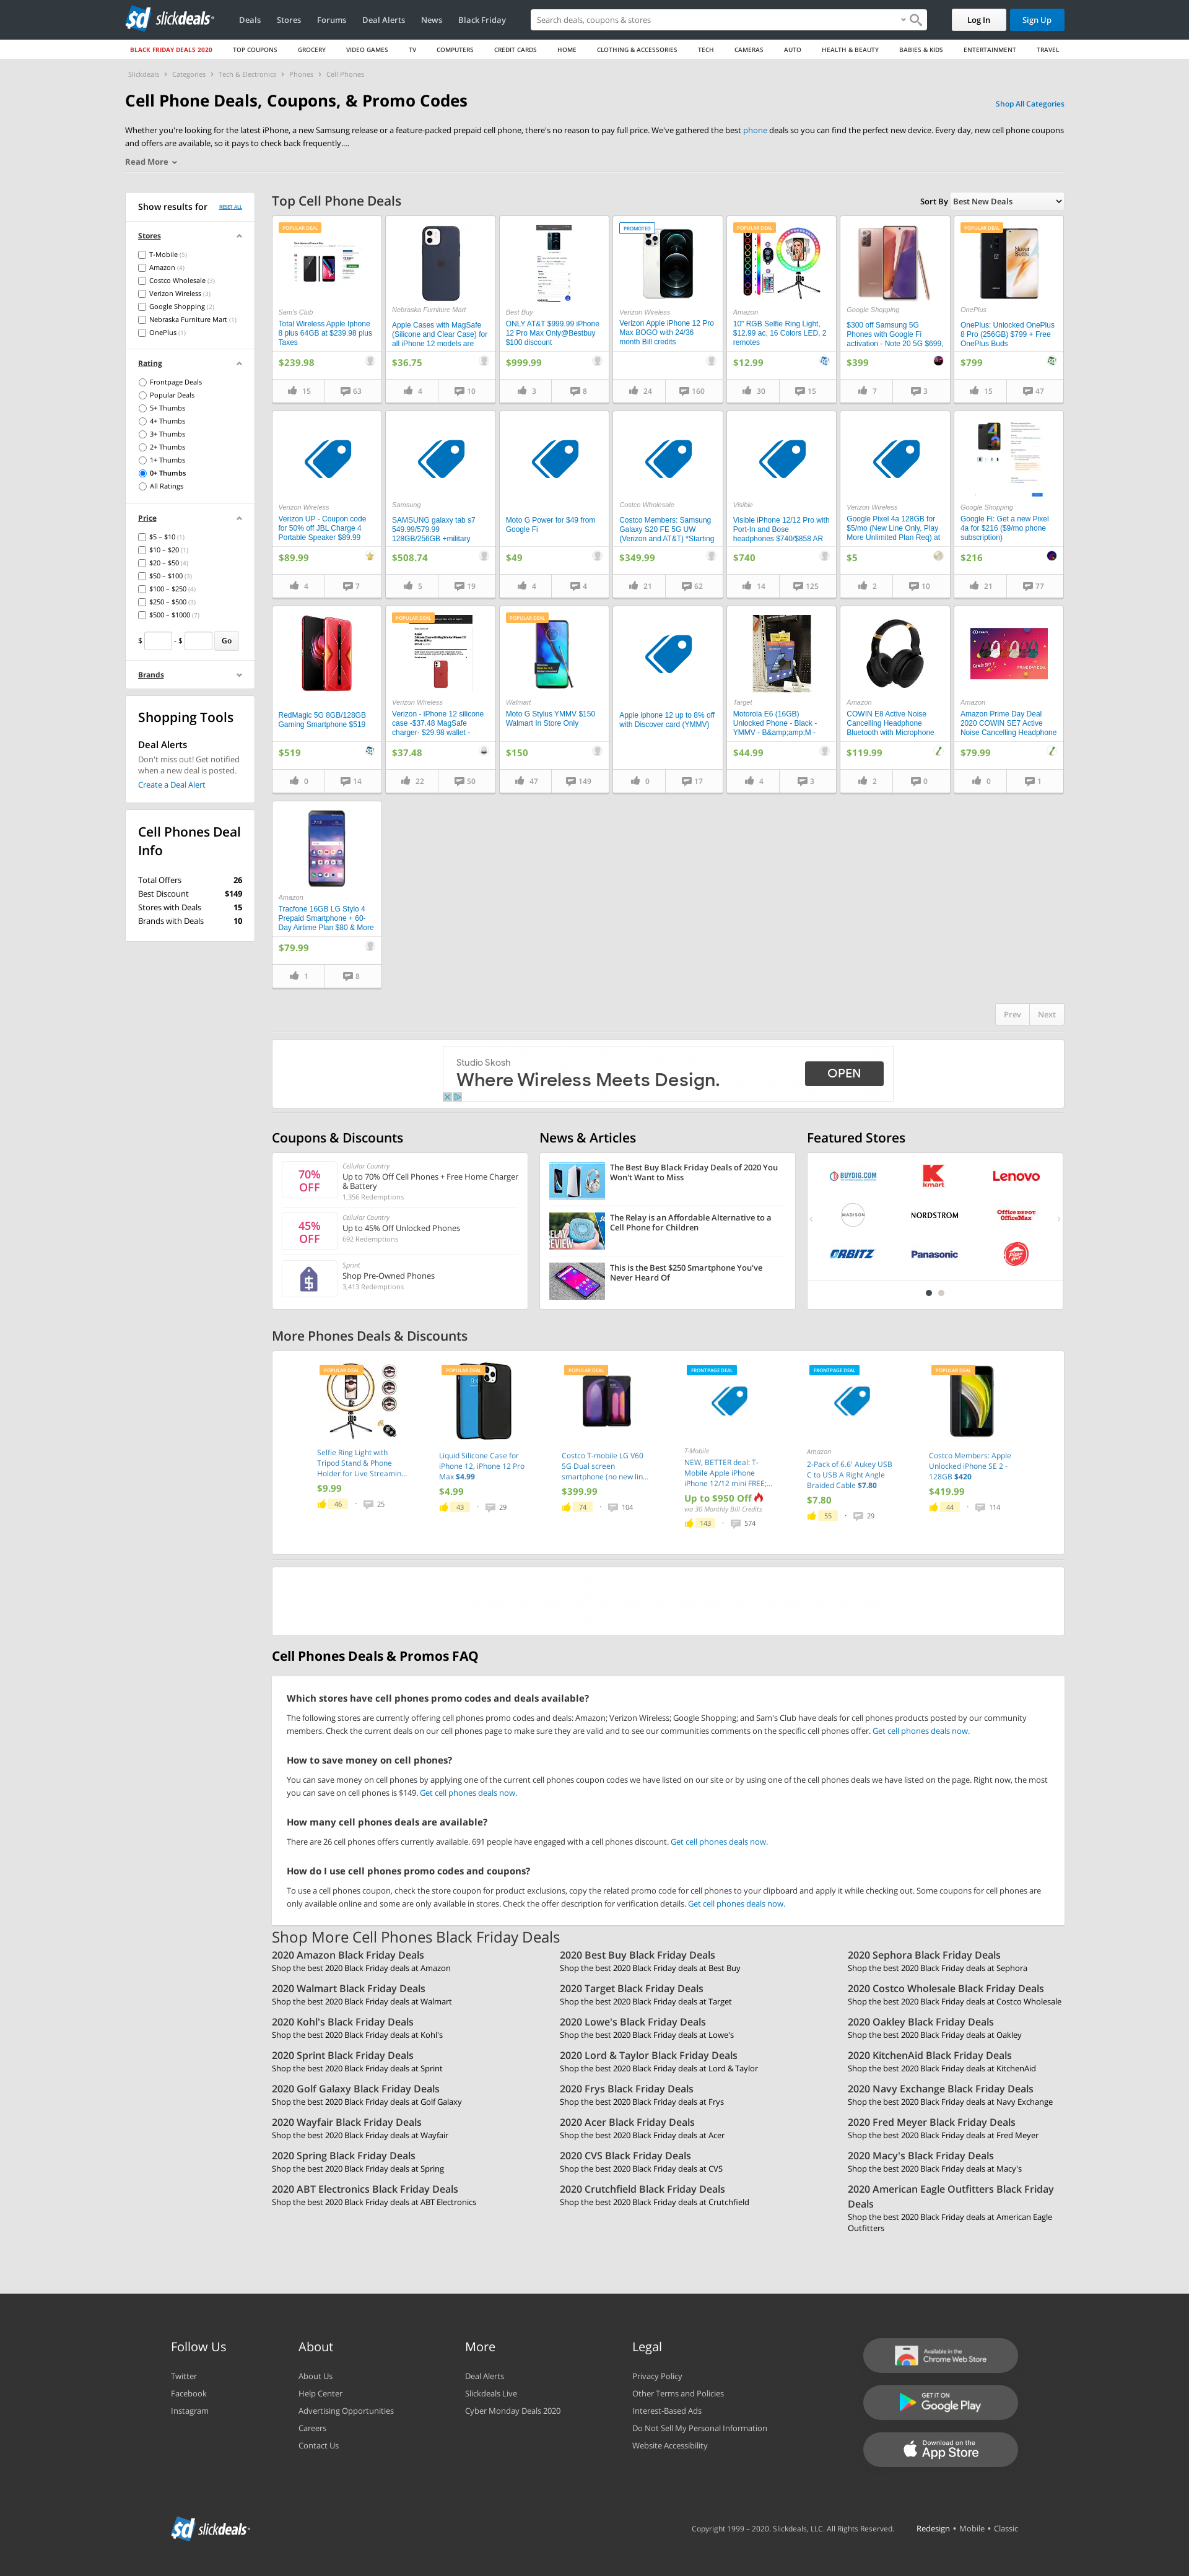 slickdeals
Deals
Stores
Forums
Deal Alerts
News
Black Friday
Search deals, coupons & stores
Log In
Sign Up
BLACK FRIDAY DEALS 2020
TOP COUPONS
GROCERY
VIDEO GAMES
TV
COMPUTERS
CREDIT CARDS
HOME
CLOTHING & ACCESSORIES
TECH
CAMERAS
AUTO
HEALTH & BEAUTY
BABIES & KIDS
ENTERTAINMENT
TRAVEL
Slickdeals > Categories > Tech & Electronics > Phones > Cell Phones
Cell Phone Deals, Coupons, & Promo Codes
Shop All Categories
Whether you're looking for the latest iPhone, a new Samsung release or a feature-packed prepaid cell phone, there's no reason to pay full price. We've gathered the best phone deals so you can find the perfect new device. Every day, new cell phone coupons
and offers are available, so it pays to check back frequently....
Read More
Show results for
RESET ALL
Stores
T-Mobile (5)
Amazon (4)
Costco Wholesale (3)
Verizon Wireless (3)
Google Shopping (2)
Nebraska Furniture Mart (1)
OnePlus (1)
Rating
Frontpage Deals
Popular Deals
5+ Thumbs
4+ Thumbs
3+ Thumbs
2+ Thumbs
1+ Thumbs
0+ Thumbs
All Ratings
Price
$5 – $10 (1)
$10 – $20 (1)
$20 – $50 (4)
$50 – $100 (3)
$100 – $250 (4)
$250 – $500 (3)
$500 – $1000 (7)
$ - $ Go
Brands
Shopping Tools
Deal Alerts
Don't miss out! Get notified
when a new deal is posted.
Create a Deal Alert
Cell Phones Deal
Info
Total Offers 26
Best Discount $149
Stores with Deals 15
Brands with Deals 10
Top Cell Phone Deals
Sort By Best New Deals
POPULAR DEAL
Sam's Club
Total Wireless Apple Iphone
8 plus 64GB at $239.98 plus
Taxes
$239.98
15 63
Nebraska Furniture Mart
Apple Cases with MagSafe
(Silicone and Clear Case) for
all iPhone 12 models are
$36.75
4 10
Best Buy
ONLY AT&T $999.99 iPhone
12 Pro Max Only@Bestbuy
$100 discount
$999.99
3 8
PROMOTED
Verizon Wireless
Verizon Apple iPhone 12 Pro
Max BOGO with 24/36
month Bill credits
24 160
POPULAR DEAL
Amazon
10" RGB Selfie Ring Light,
$12.99 ac, 16 Colors LED, 2
remotes
$12.99
30 15
Google Shopping
$300 off Samsung 5G
Phones with Google Fi
activation - Note 20 5G $699,
$399
7 3
POPULAR DEAL
Never
Settle
OnePlus
OnePlus: Unlocked OnePlus
8 Pro (256GB) $799 + Free
OnePlus Buds
$799
15 47
Verizon Wireless
Verizon UP - Coupon code
for 50% off JBL Charge 4
Portable Speaker $89.99
$89.99
4 7
Samsung
SAMSUNG galaxy tab s7
549.99/579.99
128GB/256GB +military
$508.74
5 19
Moto G Power for $49 from
Google Fi
$49
4 4
Costco Wholesale
Costco Members: Samsung
Galaxy S20 FE 5G UW
(Verizon and AT&T) *Starting
$349.99
21 62
Visible
Visible iPhone 12/12 Pro with
Port-In and Bose
headphones $740/$858 AR
$740
14 125
Verizon Wireless
Google Pixel 4a 128GB for
$5/mo (New Line Only, Play
More Unlimited Plan Req) at
$5
2 10
Google Shopping
Google Fi: Get a new Pixel
4a for $216 ($9/mo phone
subscription)
$216
21 77
RedMagic 5G 8GB/128GB
Gaming Smartphone $519
$519
0 14
POPULAR DEAL
Verizon Wireless
Verizon - iPhone 12 silicone
case -$37.48 MagSafe
charger- $29.98 wallet -
$37.48
22 50
POPULAR DEAL
Walmart
Moto G Stylus YMMV $150
Walmart In Store Only
$150
47 149
Apple iphone 12 up to 8% off
with Discover card (YMMV)
0 17
Target
Motorola E6 (16GB)
Unlocked Phone - Black -
YMMV - B&amp;amp;M -
$44.99
4 3
Amazon
COWIN E8 Active Noise
Cancelling Headphone
Bluetooth with Microphone
$119.99
2 0
Amazon
Amazon Prime Day Deal
2020 COWIN SE7 Active
Noise Cancelling Headphone
$79.99
0 1
Amazon
Tracfone 16GB LG Stylo 4
Prepaid Smartphone + 60-
Day Airtime Plan $80 & More
$79.99
1 8
Prev
Next
Studio Skosh
Where Wireless Meets Design.
OPEN
Coupons & Discounts
70%
OFF
Cellular Country
Up to 70% Off Cell Phones + Free Home Charger
& Battery
1,356 Redemptions
45%
OFF
Cellular Country
Up to 45% Off Unlocked Phones
692 Redemptions
Sprint
Shop Pre-Owned Phones
3,413 Redemptions
News & Articles
The Best Buy Black Friday Deals of 2020 You
Won't Want to Miss
The Relay is an Affordable Alternative to a
Cell Phone for Children
This is the Best $250 Smartphone You've
Never Heard Of
Featured Stores
BUYDIG.COM
kmart
Lenovo
MADISON
NORDSTROM
Office DEPOT
OfficeMax
ORBITZ
Panasonic
More Phones Deals & Discounts
POPULAR DEAL
Selfie Ring Light with
Tripod Stand & Phone
Holder for Live Streamin...
$9.99
46 25
POPULAR DEAL
Liquid Silicone Case for
iPhone 12, iPhone 12 Pro
Max $4.99
$4.99
43 29
POPULAR DEAL
Costco T-mobile LG V60
5G Dual screen
smartphone (no new lin...
$399.99
74 104
FRONTPAGE DEAL
T-Mobile
NEW, BETTER deal: T-
Mobile Apple iPhone
iPhone 12/12 mini FREE;...
Up to $950 Off
via 30 Monthly Bill Credits
143 574
FRONTPAGE DEAL
Amazon
2-Pack of 6.6' Aukey USB
C to USB A Right Angle
Braided Cable $7.80
$7.80
55 29
POPULAR DEAL
Costco Members: Apple
Unlocked iPhone SE 2 -
128GB $420
$419.99
44 114
Cell Phones Deals & Promos FAQ
Which stores have cell phones promo codes and deals available?
The following stores are currently offering cell phones promo codes and deals: Amazon; Verizon Wireless; Google Shopping; and Sam's Club have deals for cell phones products posted by our community
members. Check the current deals on our cell phones page to make sure they are valid and to see our communities comments on the specific cell phones offer. Get cell phones deals now.
How to save money on cell phones?
You can save money on cell phones by applying one of the current cell phones coupon codes we have listed on our site or by using one of the cell phones deals we have listed on the page. Right now, the most
you can save on cell phones is $149. Get cell phones deals now.
How many cell phones deals are available?
There are 26 cell phones offers currently available. 691 people have engaged with a cell phones discount. Get cell phones deals now.
How do I use cell phones promo codes and coupons?
To use a cell phones coupon, check the store coupon for product exclusions, copy the related promo code for cell phones to your clipboard and apply it while checking out. Some coupons for cell phones are
only available online and some are only available in stores. Check the offer description for verification details. Get cell phones deals now.
Shop More Cell Phones Black Friday Deals
2020 Amazon Black Friday Deals
Shop the best 2020 Black Friday deals at Amazon
2020 Best Buy Black Friday Deals
Shop the best 2020 Black Friday deals at Best Buy
2020 Sephora Black Friday Deals
Shop the best 2020 Black Friday deals at Sephora
2020 Walmart Black Friday Deals
Shop the best 2020 Black Friday deals at Walmart
2020 Target Black Friday Deals
Shop the best 2020 Black Friday deals at Target
2020 Costco Wholesale Black Friday Deals
Shop the best 2020 Black Friday deals at Costco Wholesale
2020 Kohl's Black Friday Deals
Shop the best 2020 Black Friday deals at Kohl's
2020 Lowe's Black Friday Deals
Shop the best 2020 Black Friday deals at Lowe's
2020 Oakley Black Friday Deals
Shop the best 2020 Black Friday deals at Oakley
2020 Sprint Black Friday Deals
Shop the best 2020 Black Friday deals at Sprint
2020 Lord & Taylor Black Friday Deals
Shop the best 2020 Black Friday deals at Lord & Taylor
2020 KitchenAid Black Friday Deals
Shop the best 2020 Black Friday deals at KitchenAid
2020 Golf Galaxy Black Friday Deals
Shop the best 2020 Black Friday deals at Golf Galaxy
2020 Frys Black Friday Deals
Shop the best 2020 Black Friday deals at Frys
2020 Navy Exchange Black Friday Deals
Shop the best 2020 Black Friday deals at Navy Exchange
2020 Wayfair Black Friday Deals
Shop the best 2020 Black Friday deals at Wayfair
2020 Acer Black Friday Deals
Shop the best 2020 Black Friday deals at Acer
2020 Fred Meyer Black Friday Deals
Shop the best 2020 Black Friday deals at Fred Meyer
2020 Spring Black Friday Deals
Shop the best 2020 Black Friday deals at Spring
2020 CVS Black Friday Deals
Shop the best 2020 Black Friday deals at CVS
2020 Macy's Black Friday Deals
Shop the best 2020 Black Friday deals at Macy's
2020 ABT Electronics Black Friday Deals
Shop the best 2020 Black Friday deals at ABT Electronics
2020 Crutchfield Black Friday Deals
Shop the best 2020 Black Friday deals at Crutchfield
2020 American Eagle Outfitters Black Friday
Deals
Shop the best 2020 Black Friday deals at American Eagle
Outfitters
Follow Us
Twitter
Facebook
Instagram
About
About Us
Help Center
Advertising Opportunities
Careers
Contact Us
More
Deal Alerts
Slickdeals Live
Cyber Monday Deals 2020
Legal
Privacy Policy
Other Terms and Policies
Interest-Based Ads
Do Not Sell My Personal Information
Website Accessibility
Available in the
Chrome Web Store
GET IT ON
Google Play
Download on the
App Store
slickdeals
Copyright 1999 – 2020. Slickdeals, LLC. All Rights Reserved.
Redesign • Mobile • Classic